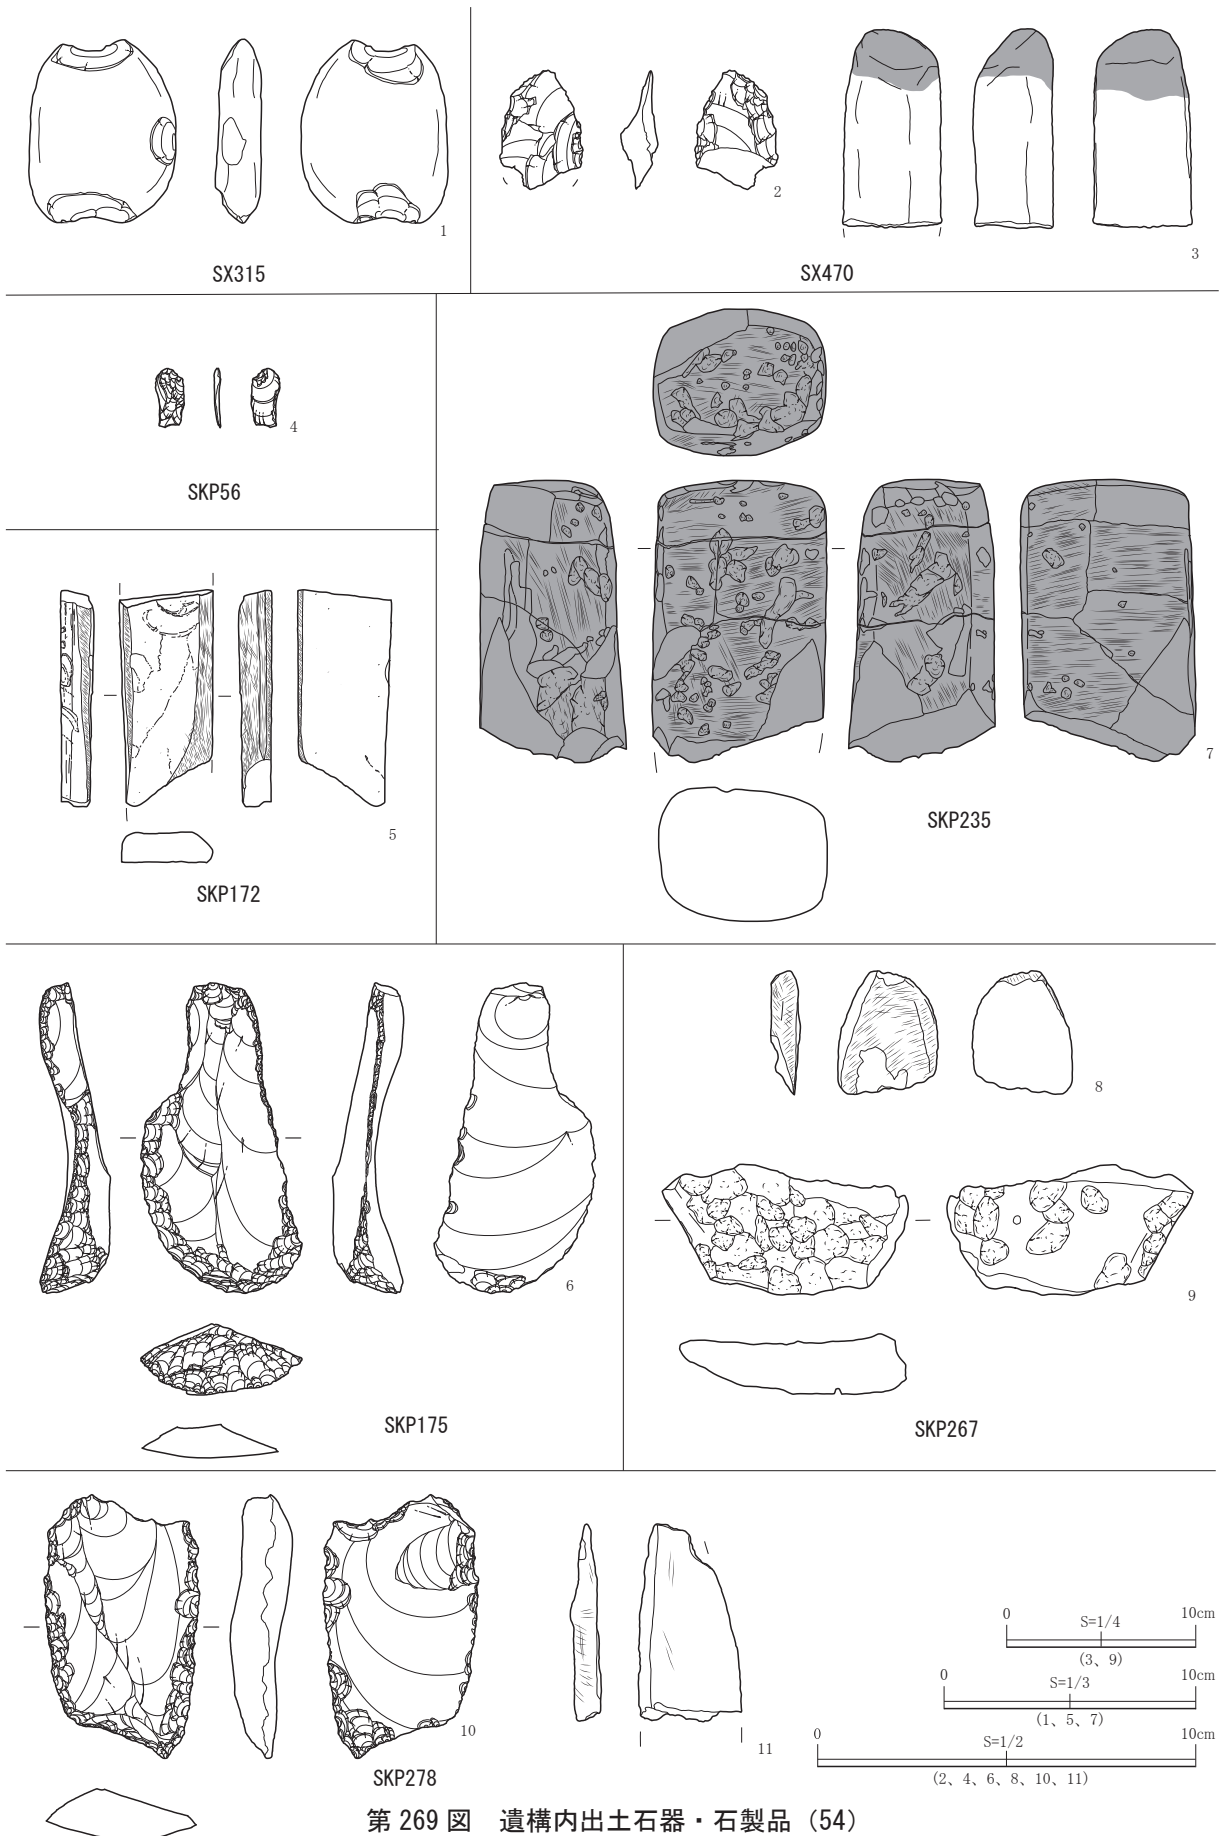 1
SX315
2
3
SX470
4
SKP56
5
SKP172
7
SKP235
6
SKP175
8
9
SKP267
10
SKP278
11
0 S=1/4 10cm
(3、9)
0 S=1/3 10cm
(1、5、7)
0 S=1/2 10cm
(2、4、6、8、10、11)
第 269 図 遺構内出土石器・石製品（54）